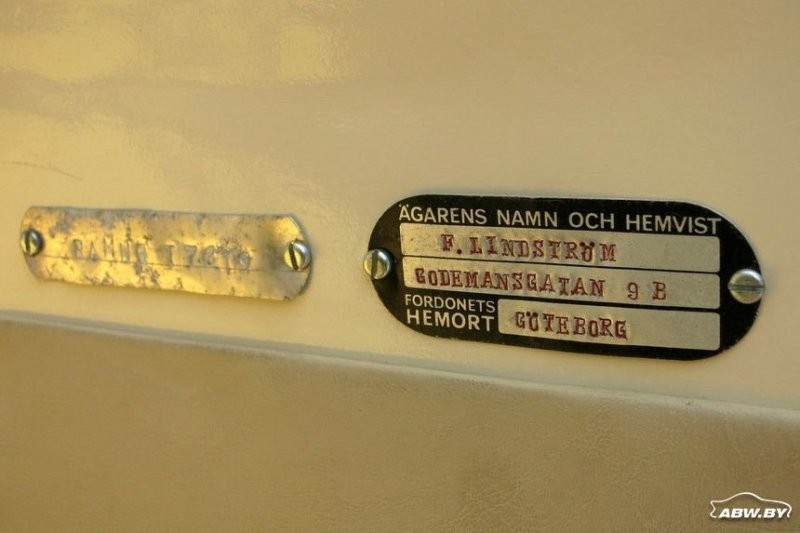 ÄGARENS NAMN OCH HEMVIST
F. LINDSTRÖM
GODEMANSGATAN 9 B
FORDONETS
HEMORT
GÖTEBORG
ABW.BY